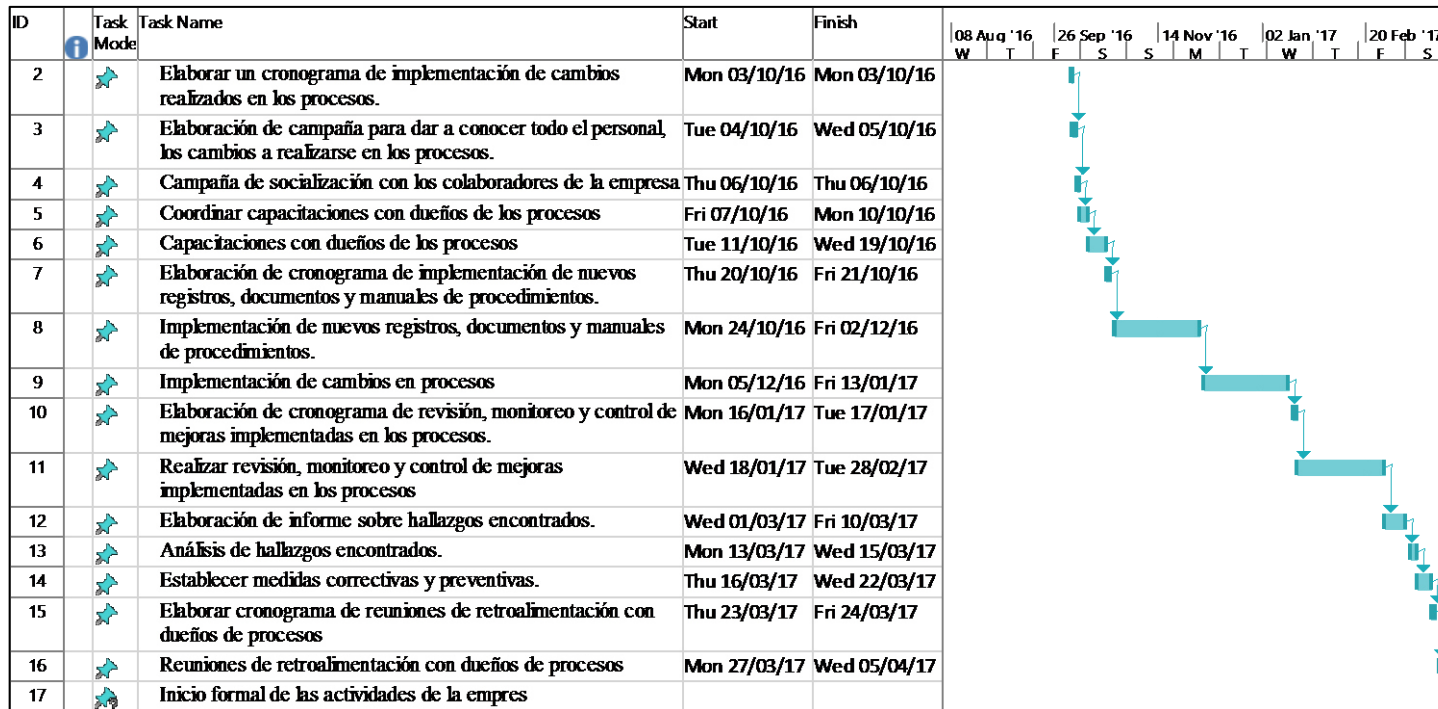 ID Task Mode Task Name Start Finish
08 Aug '16 26 Sep '16 14 Nov '16 02 Jan '17 20 Feb '17
W T F S S M T W T F S
2 Elaborar un cronograma de implementación de cambios Mon 03/10/16 Mon 03/10/16
realizados en los procesos.
3 Elaboración de campaña para dar a conocer todo el personal, Tue 04/10/16 Wed 05/10/16
los cambios a realizarse en los procesos.
4 Campaña de socialización con los colaboradores de la empresa Thu 06/10/16 Thu 06/10/16
5 Coordinar capacitaciones con dueños de los procesos Fri 07/10/16 Mon 10/10/16
6 Capacitaciones con dueños de los procesos Tue 11/10/16 Wed 19/10/16
7 Elaboración de cronograma de implementación de nuevos Thu 20/10/16 Fri 21/10/16
registros, documentos y manuales de procedimientos.
8 Implementación de nuevos registros, documentos y manuales Mon 24/10/16 Fri 02/12/16
de procedimientos.
9 Implementación de cambios en procesos Mon 05/12/16 Fri 13/01/17
10 Elaboración de cronograma de revisión, monitoreo y control de Mon 16/01/17 Tue 17/01/17
mejoras implementadas en los procesos.
11 Realizar revisión, monitoreo y control de mejoras Wed 18/01/17 Tue 28/02/17
implementadas en los procesos
12 Elaboración de informe sobre hallazgos encontrados. Wed 01/03/17 Fri 10/03/17
13 Análisis de hallazgos encontrados. Mon 13/03/17 Wed 15/03/17
14 Establecer medidas correctivas y preventivas. Thu 16/03/17 Wed 22/03/17
15 Elaborar cronograma de reuniones de retroalimentación con Thu 23/03/17 Fri 24/03/17
dueños de procesos
16 Reuniones de retroalimentación con dueños de procesos Mon 27/03/17 Wed 05/04/17
17 Inicio formal de las actividades de la empres